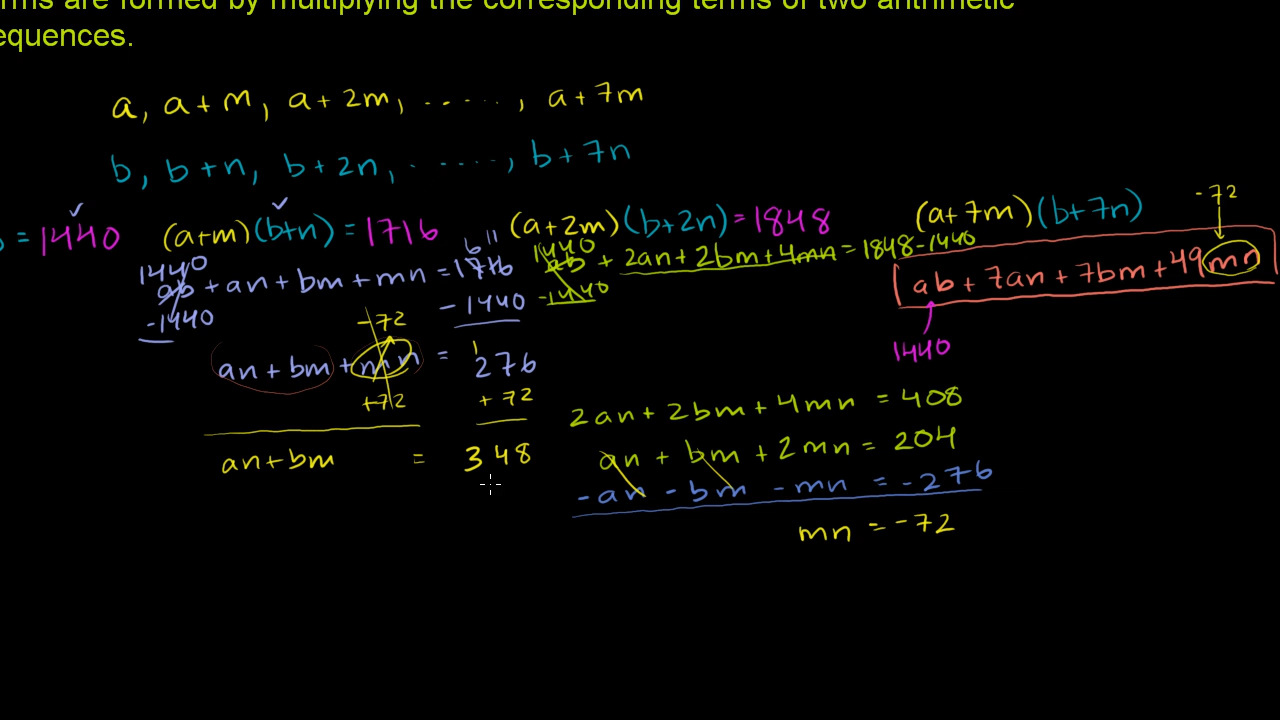 rms are formed by multiplying the corresponding terms of two arithmetic
equences.
a, a+m, a+2m, ......, a+7m
b, b+n, b+2n, ......, b+7n
= 1440 (a+m)(b+n) = 1716 (a+2m)(b+2n) = 1848 (a+7m)(b+7n) -72
1440 ab + an + bm + mn = 1716
-1440 - 1440
1440 ab + 2an + 2bm + 4mn = 1848-1440
-1440
ab + 7an + 7bm + 49mn
1440
-72
an + bm + mn = 276
+72 + 72
an + bm = 348
2an + 2bm + 4mn = 408
an + bm + 2mn = 204
-an - bm - mn = -276
mn = -72